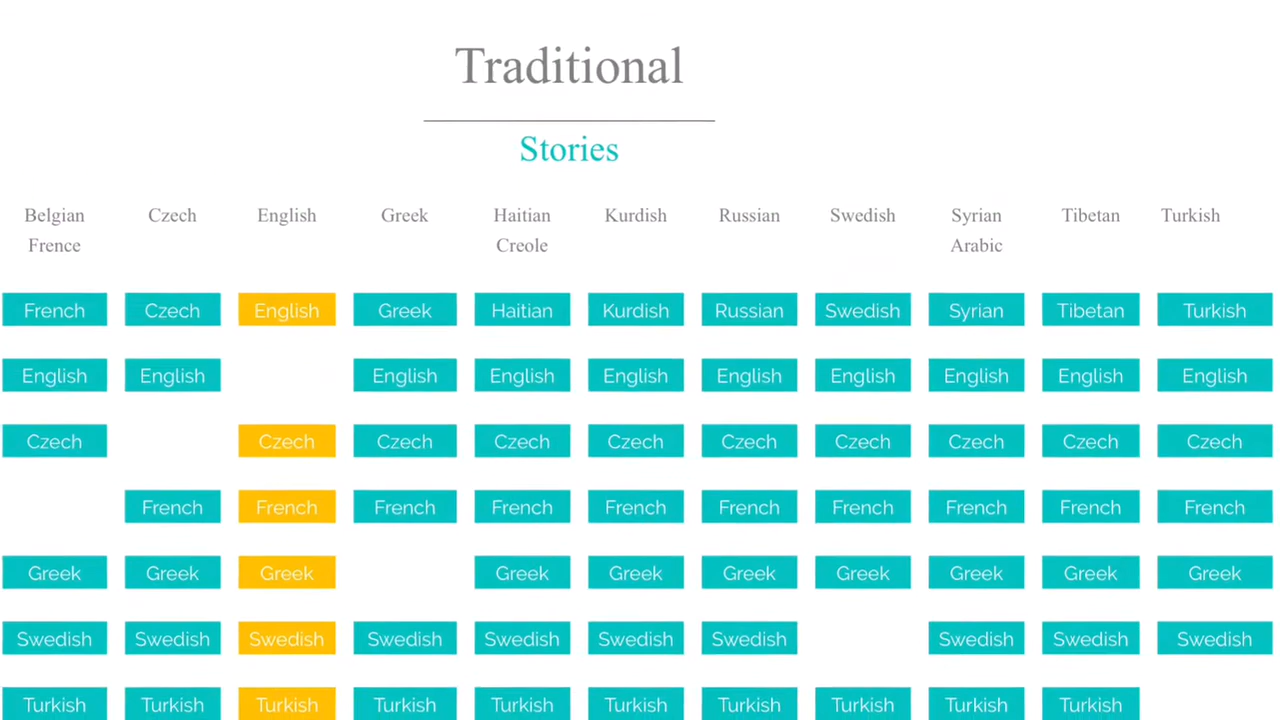 Traditional
Stories
Belgian Czech English Greek Haitian Kurdish Russian Swedish Syrian Tibetan Turkish
Frence Creole Arabic
French Czech English Greek Haitian Kurdish Russian Swedish Syrian Tibetan Turkish
English English English English English English English English English English
Czech Czech Czech Czech Czech Czech Czech Czech Czech Czech
French French French French French French French French French French
Greek Greek Greek Greek Greek Greek Greek Greek Greek Greek
Swedish Swedish Swedish Swedish Swedish Swedish Swedish Swedish Swedish Swedish
Turkish Turkish Turkish Turkish Turkish Turkish Turkish Turkish Turkish Turkish